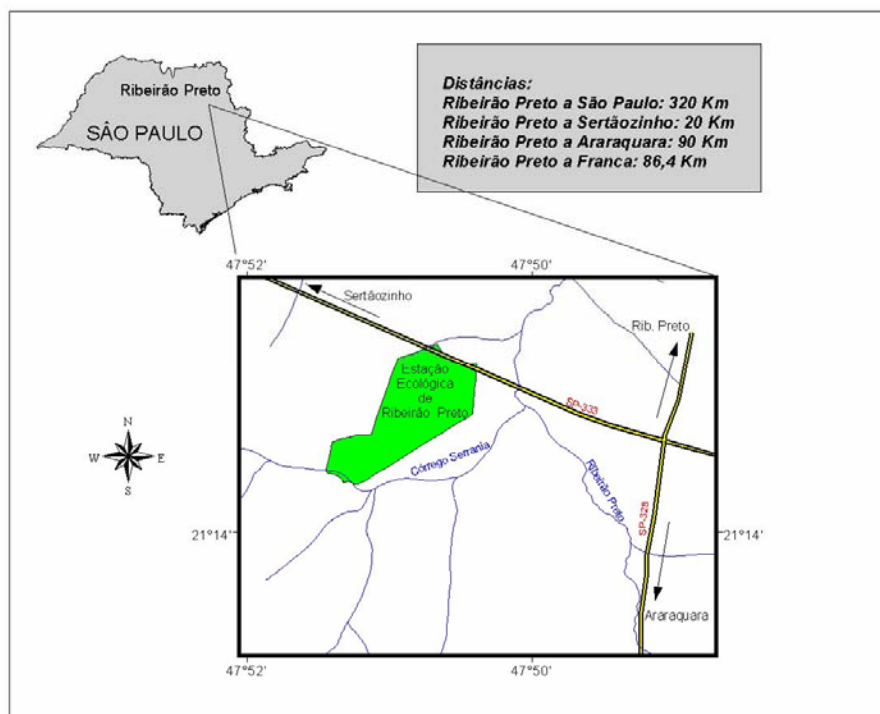 Ribeirão Preto
SÂO PAULO
Distâncias:
Ribeirão Preto a São Paulo: 320 Km
Ribeirão Preto a Sertãozinho: 20 Km
Ribeirão Preto a Araraquara: 90 Km
Ribeirão Preto a Franca: 86,4 Km
47°52'
47°50'
Sertãozinho
Rib. Preto
Estação
Ecológica
de
Ribeirão Preto
SP-333
Córrego Serrania
Ribeirão Preto
SP-328
N
W
E
S
21°14'
21°14'
Araraquara
47°52'
47°50'